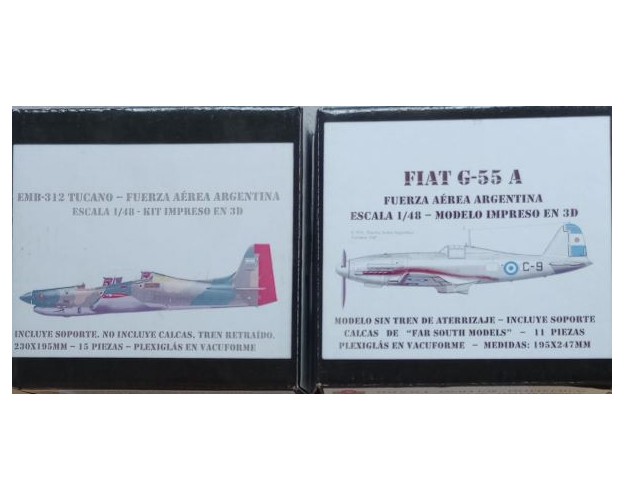 EMB-312 TUCANO – FUERZA AÉREA ARGENTINA
ESCALA 1/48 - KIT IMPRESO EN 3D
INCLUYE SOPORTE. NO INCLUYE CALCAS, TREN RETRAÍDO.
230X195MM – 15 PIEZAS – PLEXIGLÁS EN VACUFORME
FIAT G-55 A
FUERZA AÉREA ARGENTINA
ESCALA 1/48 – MODELO IMPRESO EN 3D
C-9
MODELO SIN TREN DE ATERRIZAJE – INCLUYE SOPORTE
CALCAS DE "FAR SOUTH MODELS" – 11 PIEZAS
PLEXIGLÁS EN VACUFORME – MEDIDAS: 195X247MM